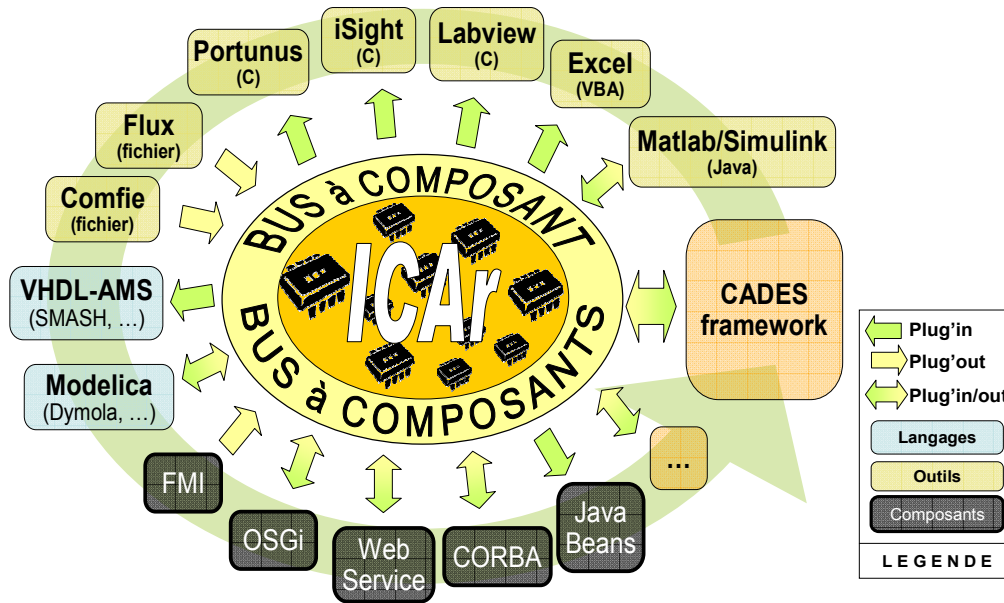 iSight
(C)
Labview
(C)
Portunus
(C)
Excel
(VBA)
Flux
(fichier)
Matlab/Simulink
(Java)
Comfie
(fichier)
BUS à COMPOSANT
ICAr
BUS à COMPOSANTS
VHDL-AMS
(SMASH, ...)
CADES
framework
Modelica
(Dymola, ...)
FMI
OSGi
Web
Service
CORBA
Java
Beans
...
Plug'in
Plug'out
Plug'in/out
Langages
Outils
Composants
LEGENDE